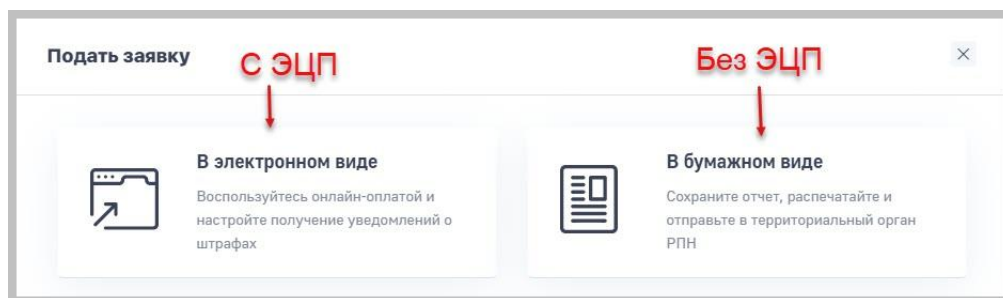 Подать заявку
С ЭЦП
Без ЭЦП
В электронном виде
Воспользуйтесь онлайн-оплатой и
настройте получение уведомлений о
штрафах
В бумажном виде
Сохраните отчет, распечатайте и
отправьте в территориальный орган
РПН